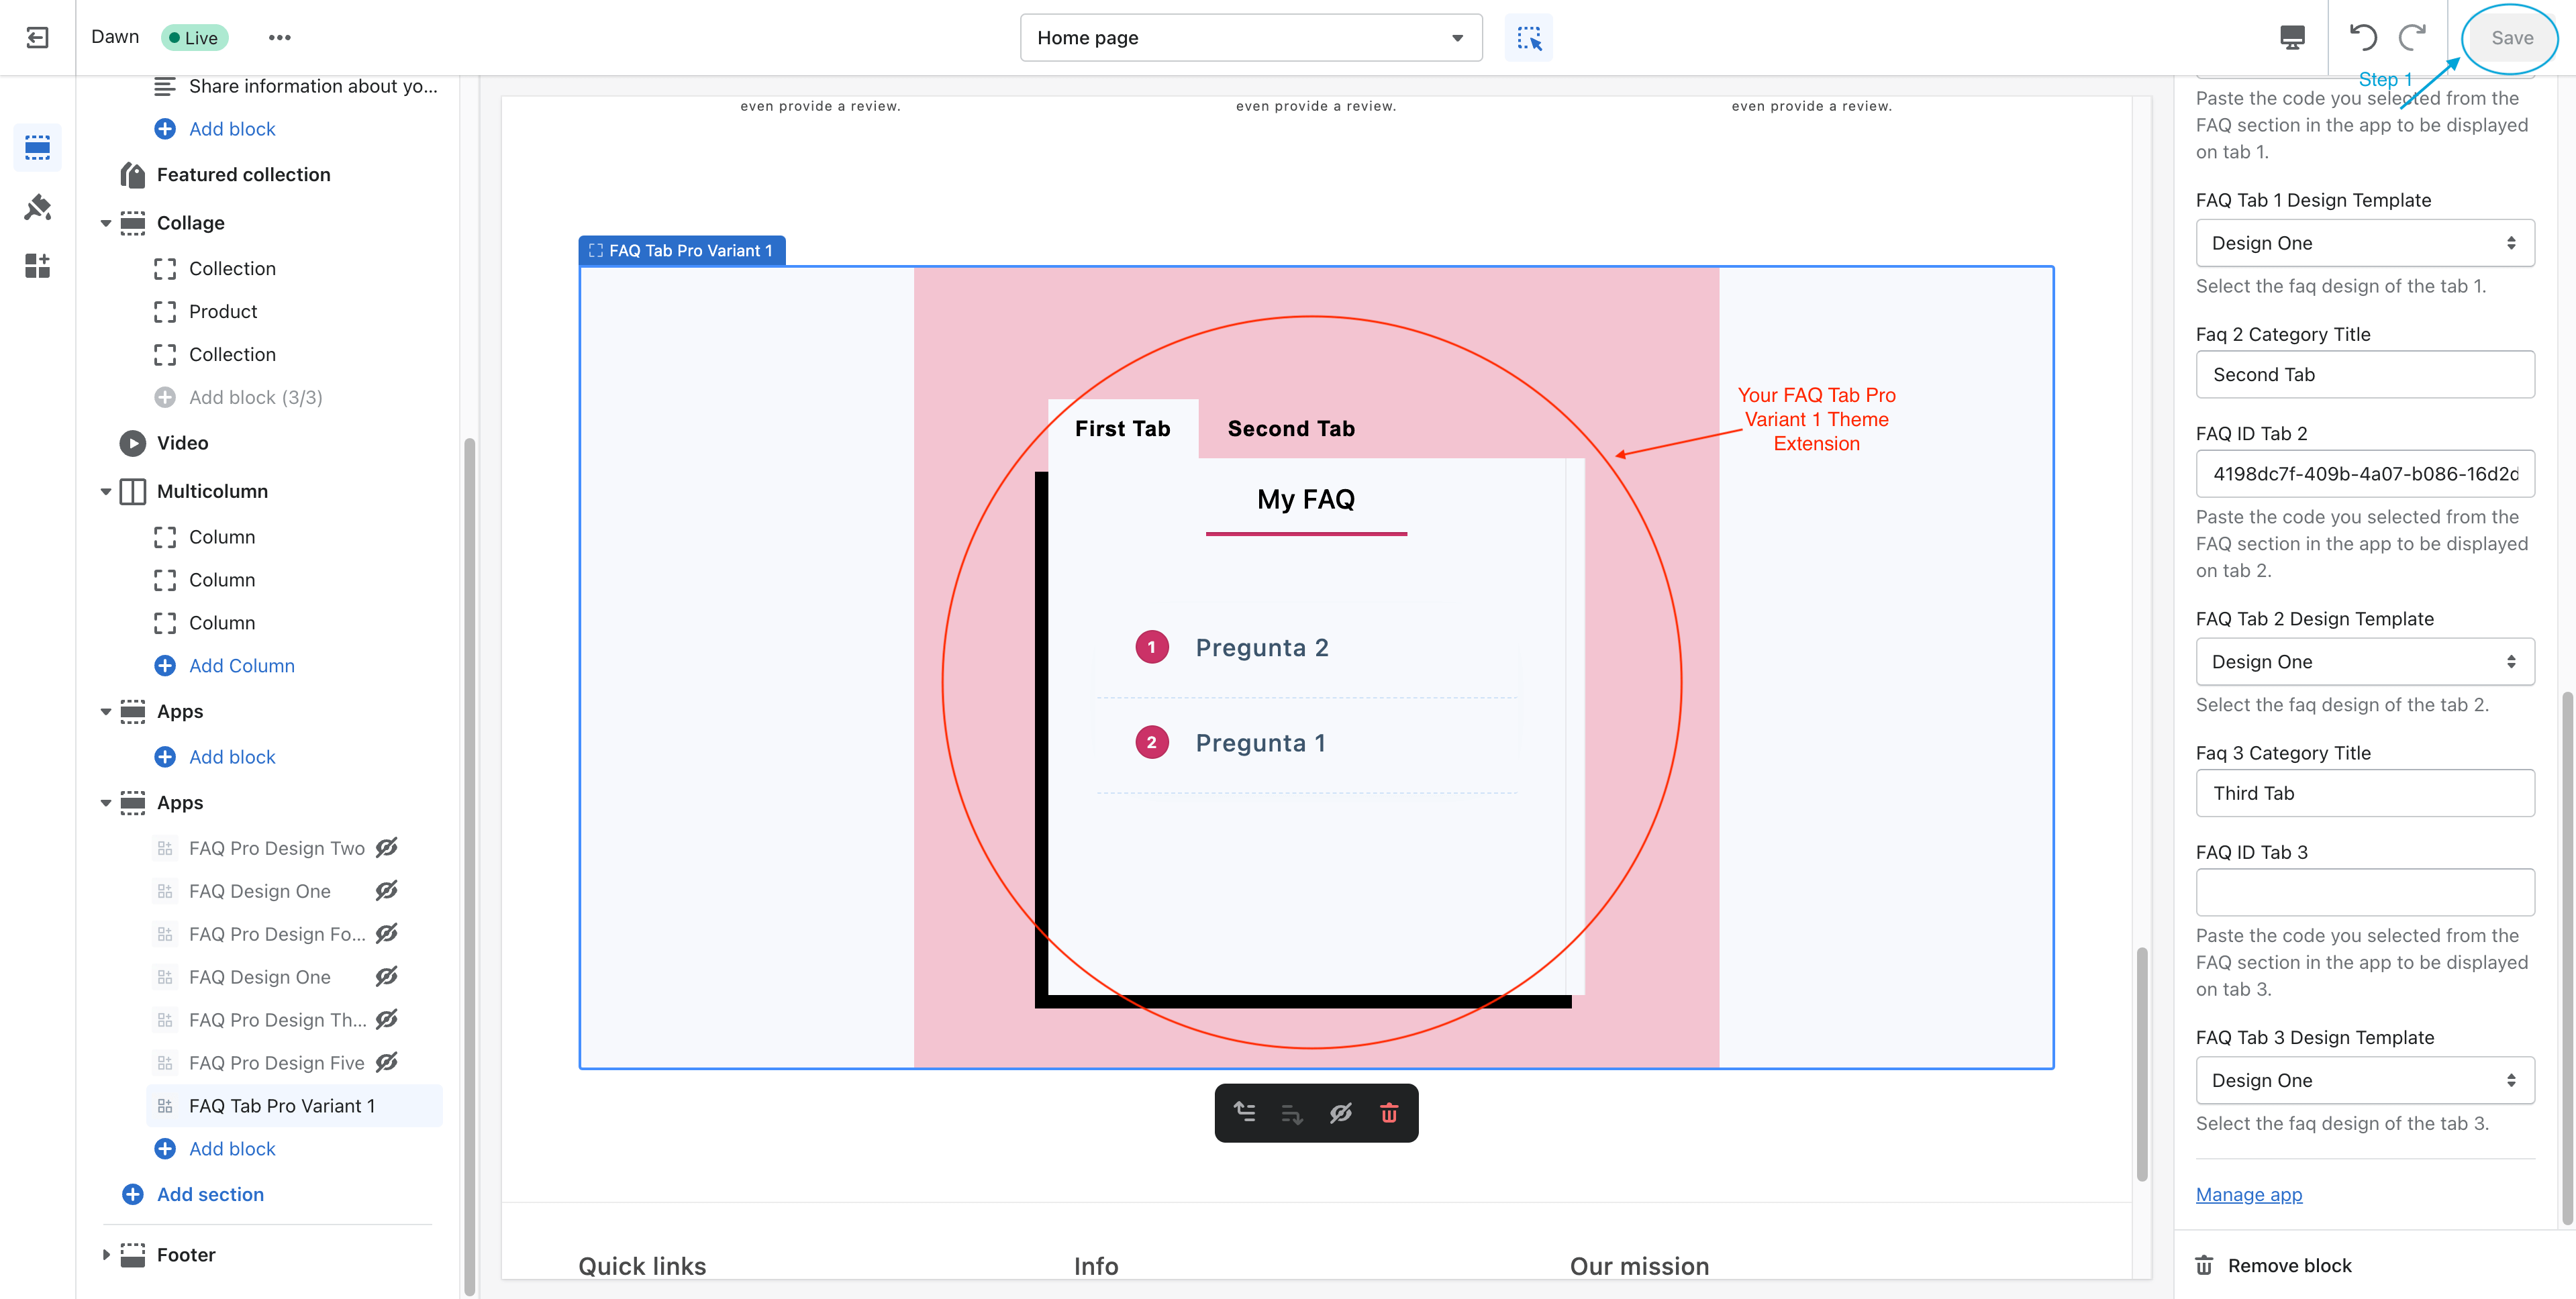 Dawn
Live
Home page
Save
Step 1
Share information about yo...
Add block
Featured collection
Collage
Collection
Product
Collection
Add block (3/3)
Video
Multicolumn
Column
Column
Column
Add Column
Apps
Add block
Apps
FAQ Pro Design Two
FAQ Design One
FAQ Pro Design Fo...
FAQ Design One
FAQ Pro Design Th...
FAQ Pro Design Five
FAQ Tab Pro Variant 1
Add block
Add section
Footer
even provide a review.
even provide a review.
even provide a review.
FAQ Tab Pro Variant 1
First Tab
Second Tab
My FAQ
1 Pregunta 2
2 Pregunta 1
Your FAQ Tab Pro
Variant 1 Theme
Extension
Quick links
Info
Our mission
Paste the code you selected from the
FAQ section in the app to be displayed
on tab 1.
FAQ Tab 1 Design Template
Design One
Select the faq design of the tab 1.
Faq 2 Category Title
Second Tab
FAQ ID Tab 2
4198dc7f-409b-4a07-b086-16d2d
Paste the code you selected from the
FAQ section in the app to be displayed
on tab 2.
FAQ Tab 2 Design Template
Design One
Select the faq design of the tab 2.
Faq 3 Category Title
Third Tab
FAQ ID Tab 3
Paste the code you selected from the
FAQ section in the app to be displayed
on tab 3.
FAQ Tab 3 Design Template
Design One
Select the faq design of the tab 3.
Manage app
Remove block